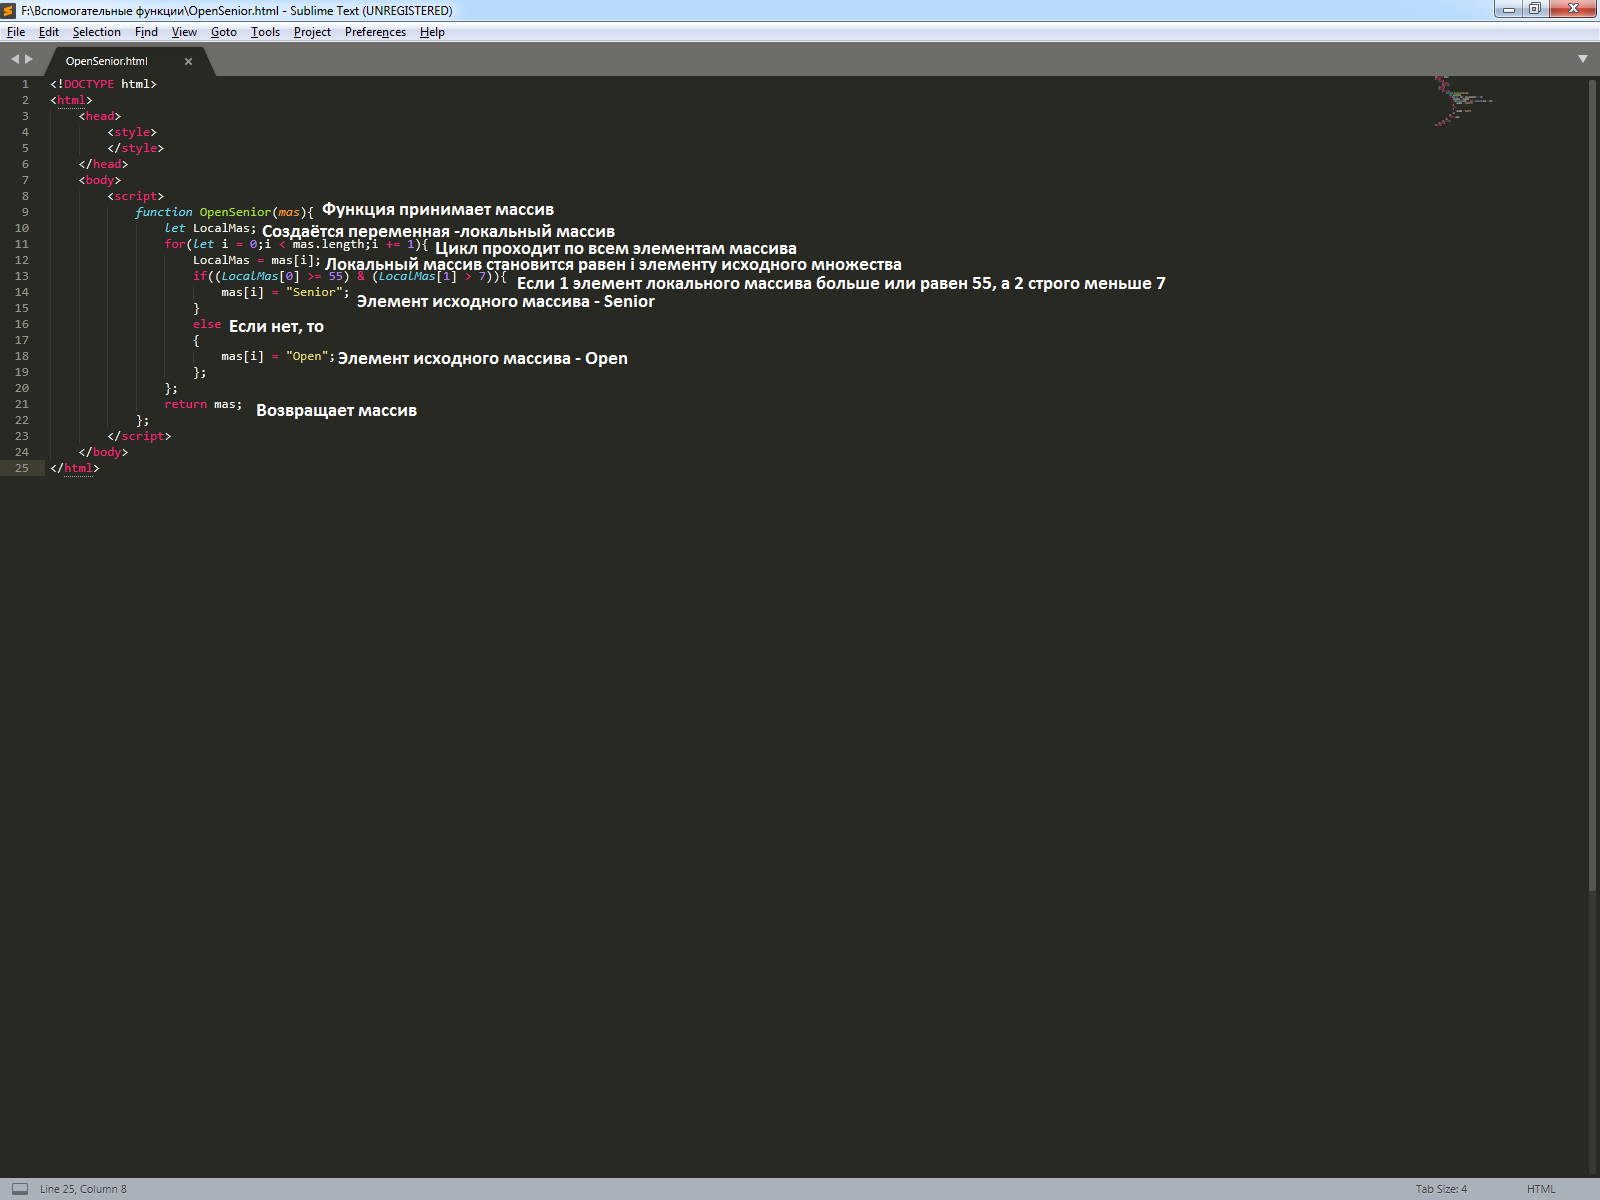 F:\Вспомогательные функции\OpenSenior.html - Sublime Text (UNREGISTERED)
File Edit Selection Find View Goto Tools Project Preferences Help
OpenSenior.html
1 <!DOCTYPE html>
2 <html>
3 <head>
4 <style>
5 </style>
6 </head>
7 <body>
8 <script>
9 function OpenSenior(mas){ Функция принимает массив
10 let LocalMas; Создаётся переменная -локальный массив
11 for(let i = 0;i < mas.length;i += 1){ Цикл проходит по всем элементам массива
12 LocalMas = mas[i]; Локальный массив становится равен i элементу исходного множества
13 if((LocalMas[0] >= 55) & (LocalMas[1] > 7)){ Если 1 элемент локального массива больше или равен 55, а 2 строго меньше 7
14 mas[i] = "Senior"; Элемент исходного массива - Senior
15 }
16 else Если нет, то
17 {
18 mas[i] = "Open"; Элемент исходного массива - Open
19 };
20 };
21 return mas; Возвращает массив
22 };
23 </script>
24 </body>
25 </html>
Line 25, Column 8 Tab Size: 4 HTML